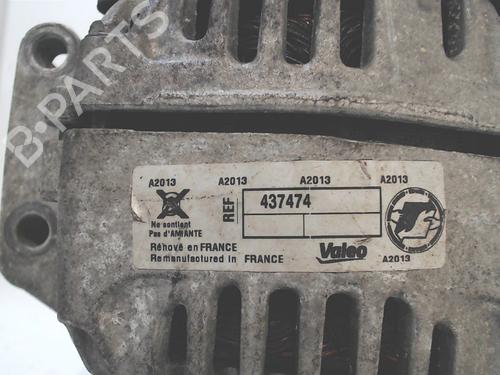 B-PARTS
A2013 A2013 A2013 A2013
REF 437474
Ne contient
Pas d'AMIANTE
Rénové en FRANCE
Remanufactured in FRANCE
Valeo
A2013